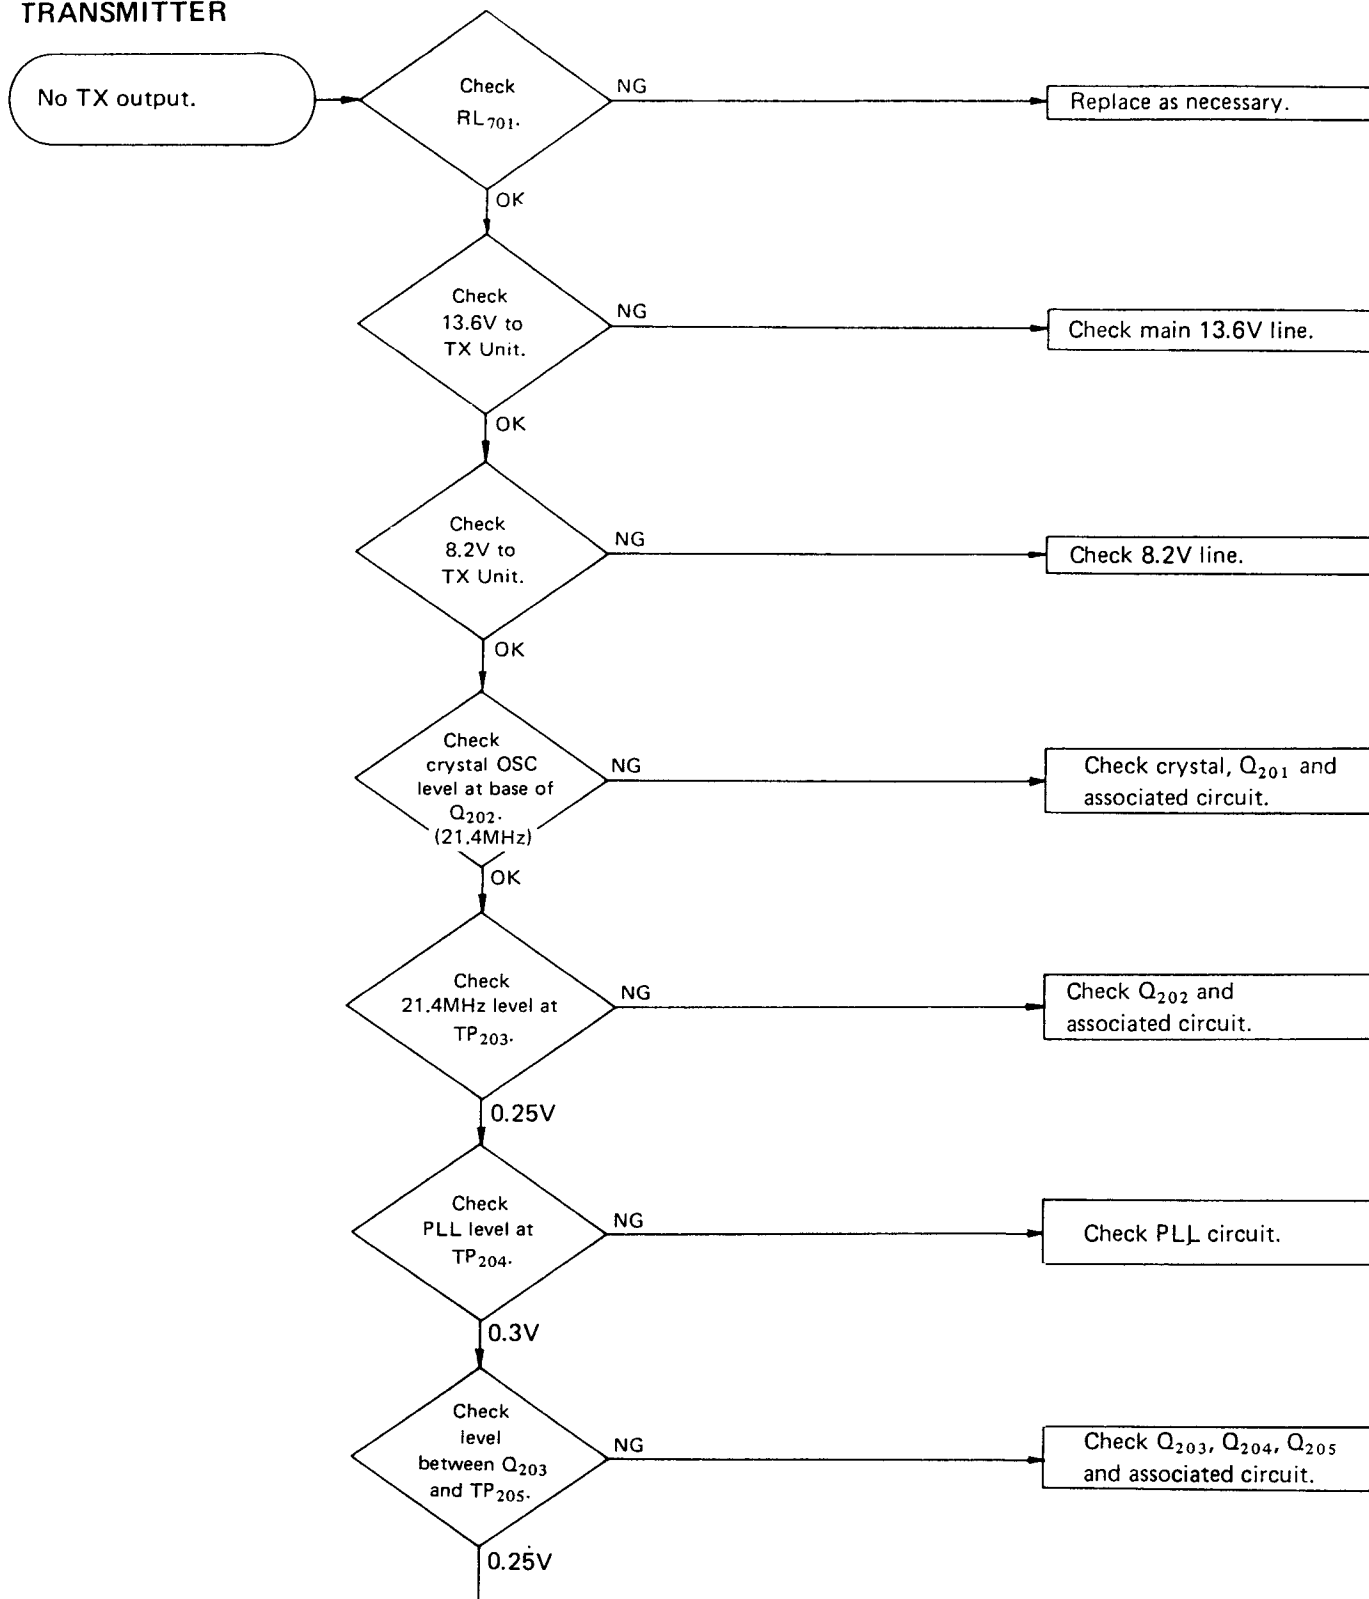 TRANSMITTER
No TX output.
Check
RL701.
NG
Replace as necessary.
OK
Check
13.6V to
TX Unit.
NG
Check main 13.6V line.
OK
Check
8.2V to
TX Unit.
NG
Check 8.2V line.
OK
Check
crystal OSC
level at base of
Q202.
(21.4MHz)
NG
Check crystal, Q201 and
associated circuit.
OK
Check
21.4MHz level at
TP203.
NG
Check Q202 and
associated circuit.
0.25V
Check
PLL level at
TP204.
NG
Check PLL circuit.
0.3V
Check
level
between Q203
and TP205.
NG
Check Q203, Q204, Q205
and associated circuit.
0.25V